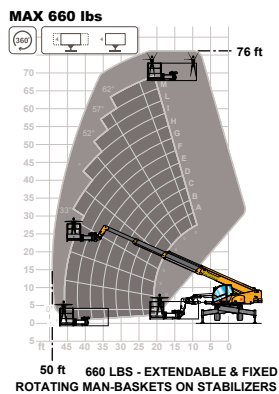 MAX 660 lbs
360°
76 ft
70
65
60
55
50
45
40
35
30
25
20
15
10
5
0
5
62°
57°
52°
33°
M
L
I
H
G
F
E
D
C
B
A
ft 45 40 35 30 25 20 15 10 5 0
50 ft
660 LBS - EXTENDABLE & FIXED
ROTATING MAN-BASKETS ON STABILIZERS